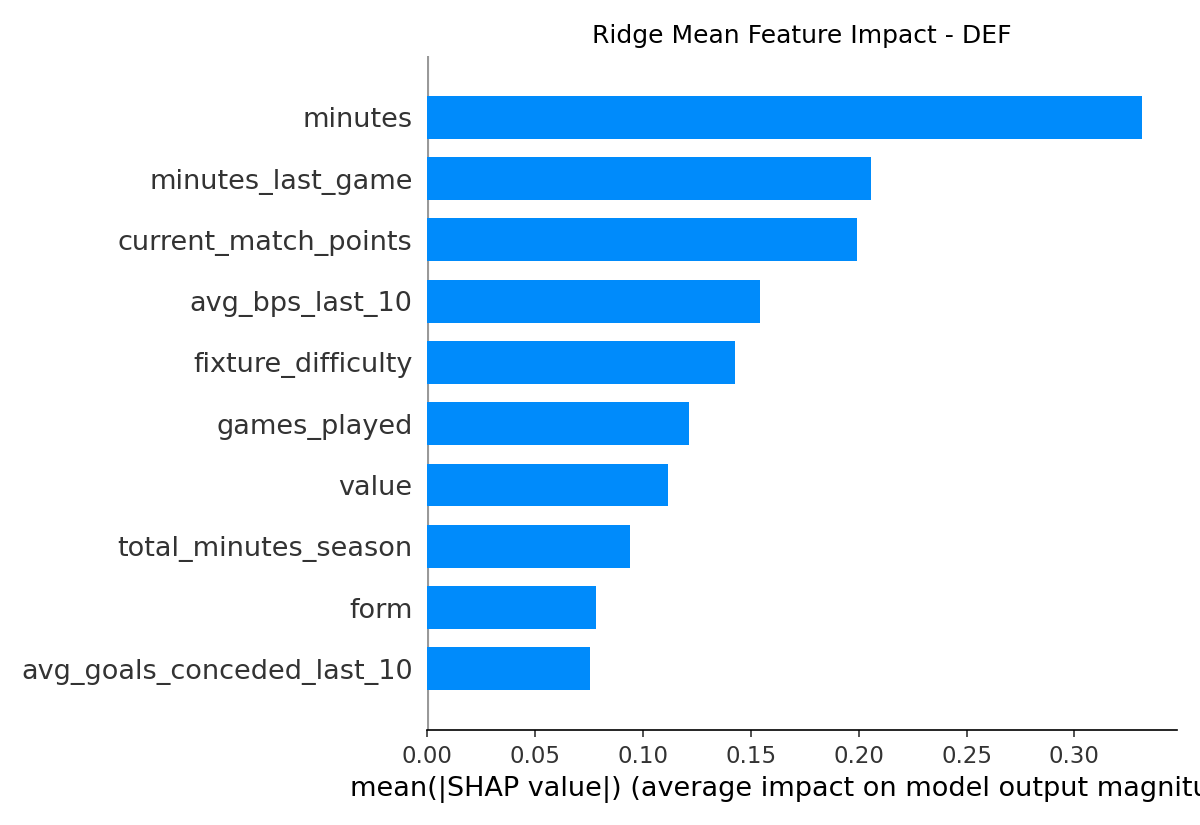 Ridge Mean Feature Impact - DEF
minutes
minutes_last_game
current_match_points
avg_bps_last_10
fixture_difficulty
games_played
value
total_minutes_season
form
avg_goals_conceded_last_10
0.00 0.05 0.10 0.15 0.20 0.25 0.30
mean(|SHAP value|) (average impact on model output